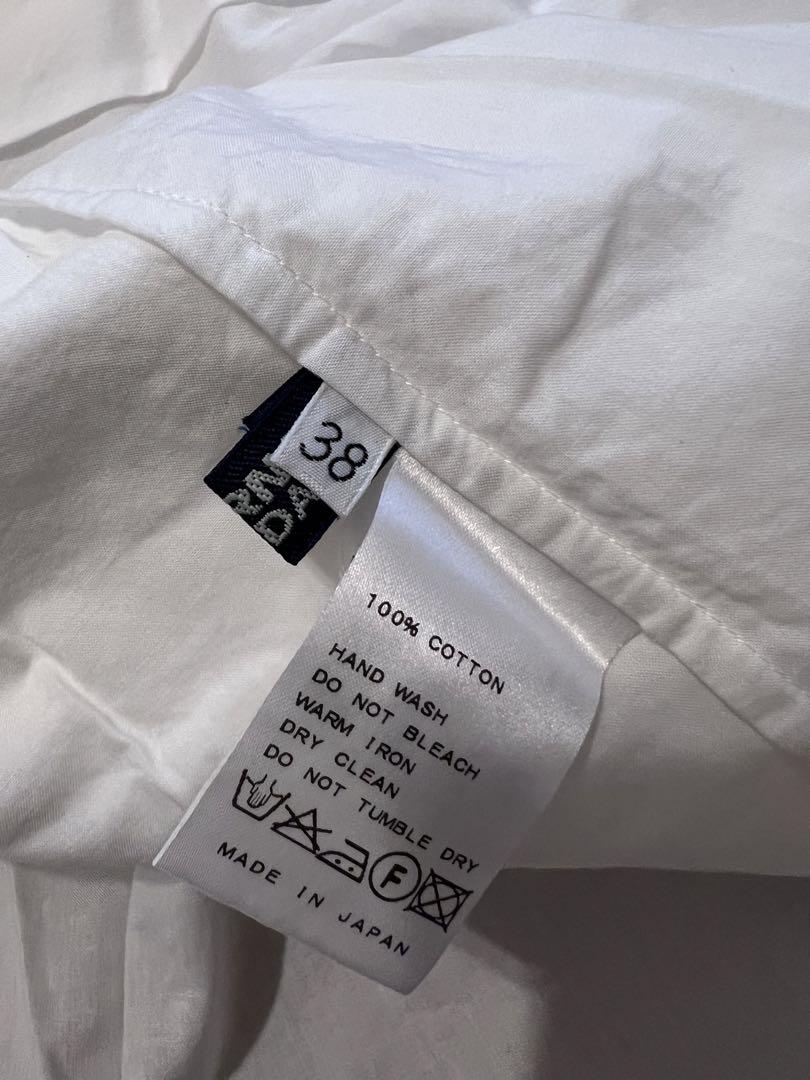 38
100% COTTON
HAND WASH
DO NOT BLEACH
WARM IRON
DRY CLEAN
DO NOT TUMBLE DRY
F
MADE IN JAPAN